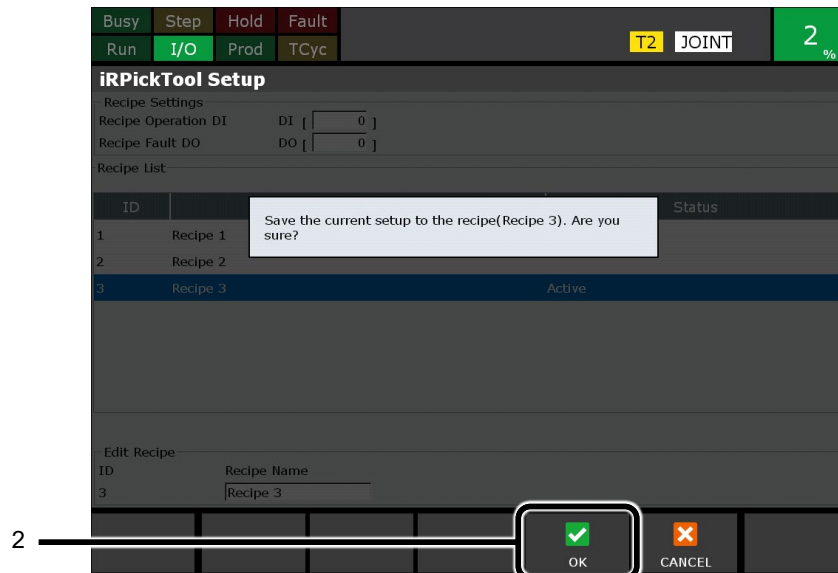 Busy Step Hold Fault
Run I/O Prod TCyc
T2 JOINT 2 %
iRPickTool Setup
Recipe Settings
Recipe Operation DI DI [ 0 ]
Recipe Fault DO DO [ 0 ]
Recipe List
ID Status
Save the current setup to the recipe(Recipe 3). Are you
sure?
1 Recipe 1
2 Recipe 2
3 Recipe 3 Active
Edit Recipe
ID Recipe Name
3 Recipe 3
2
OK CANCEL